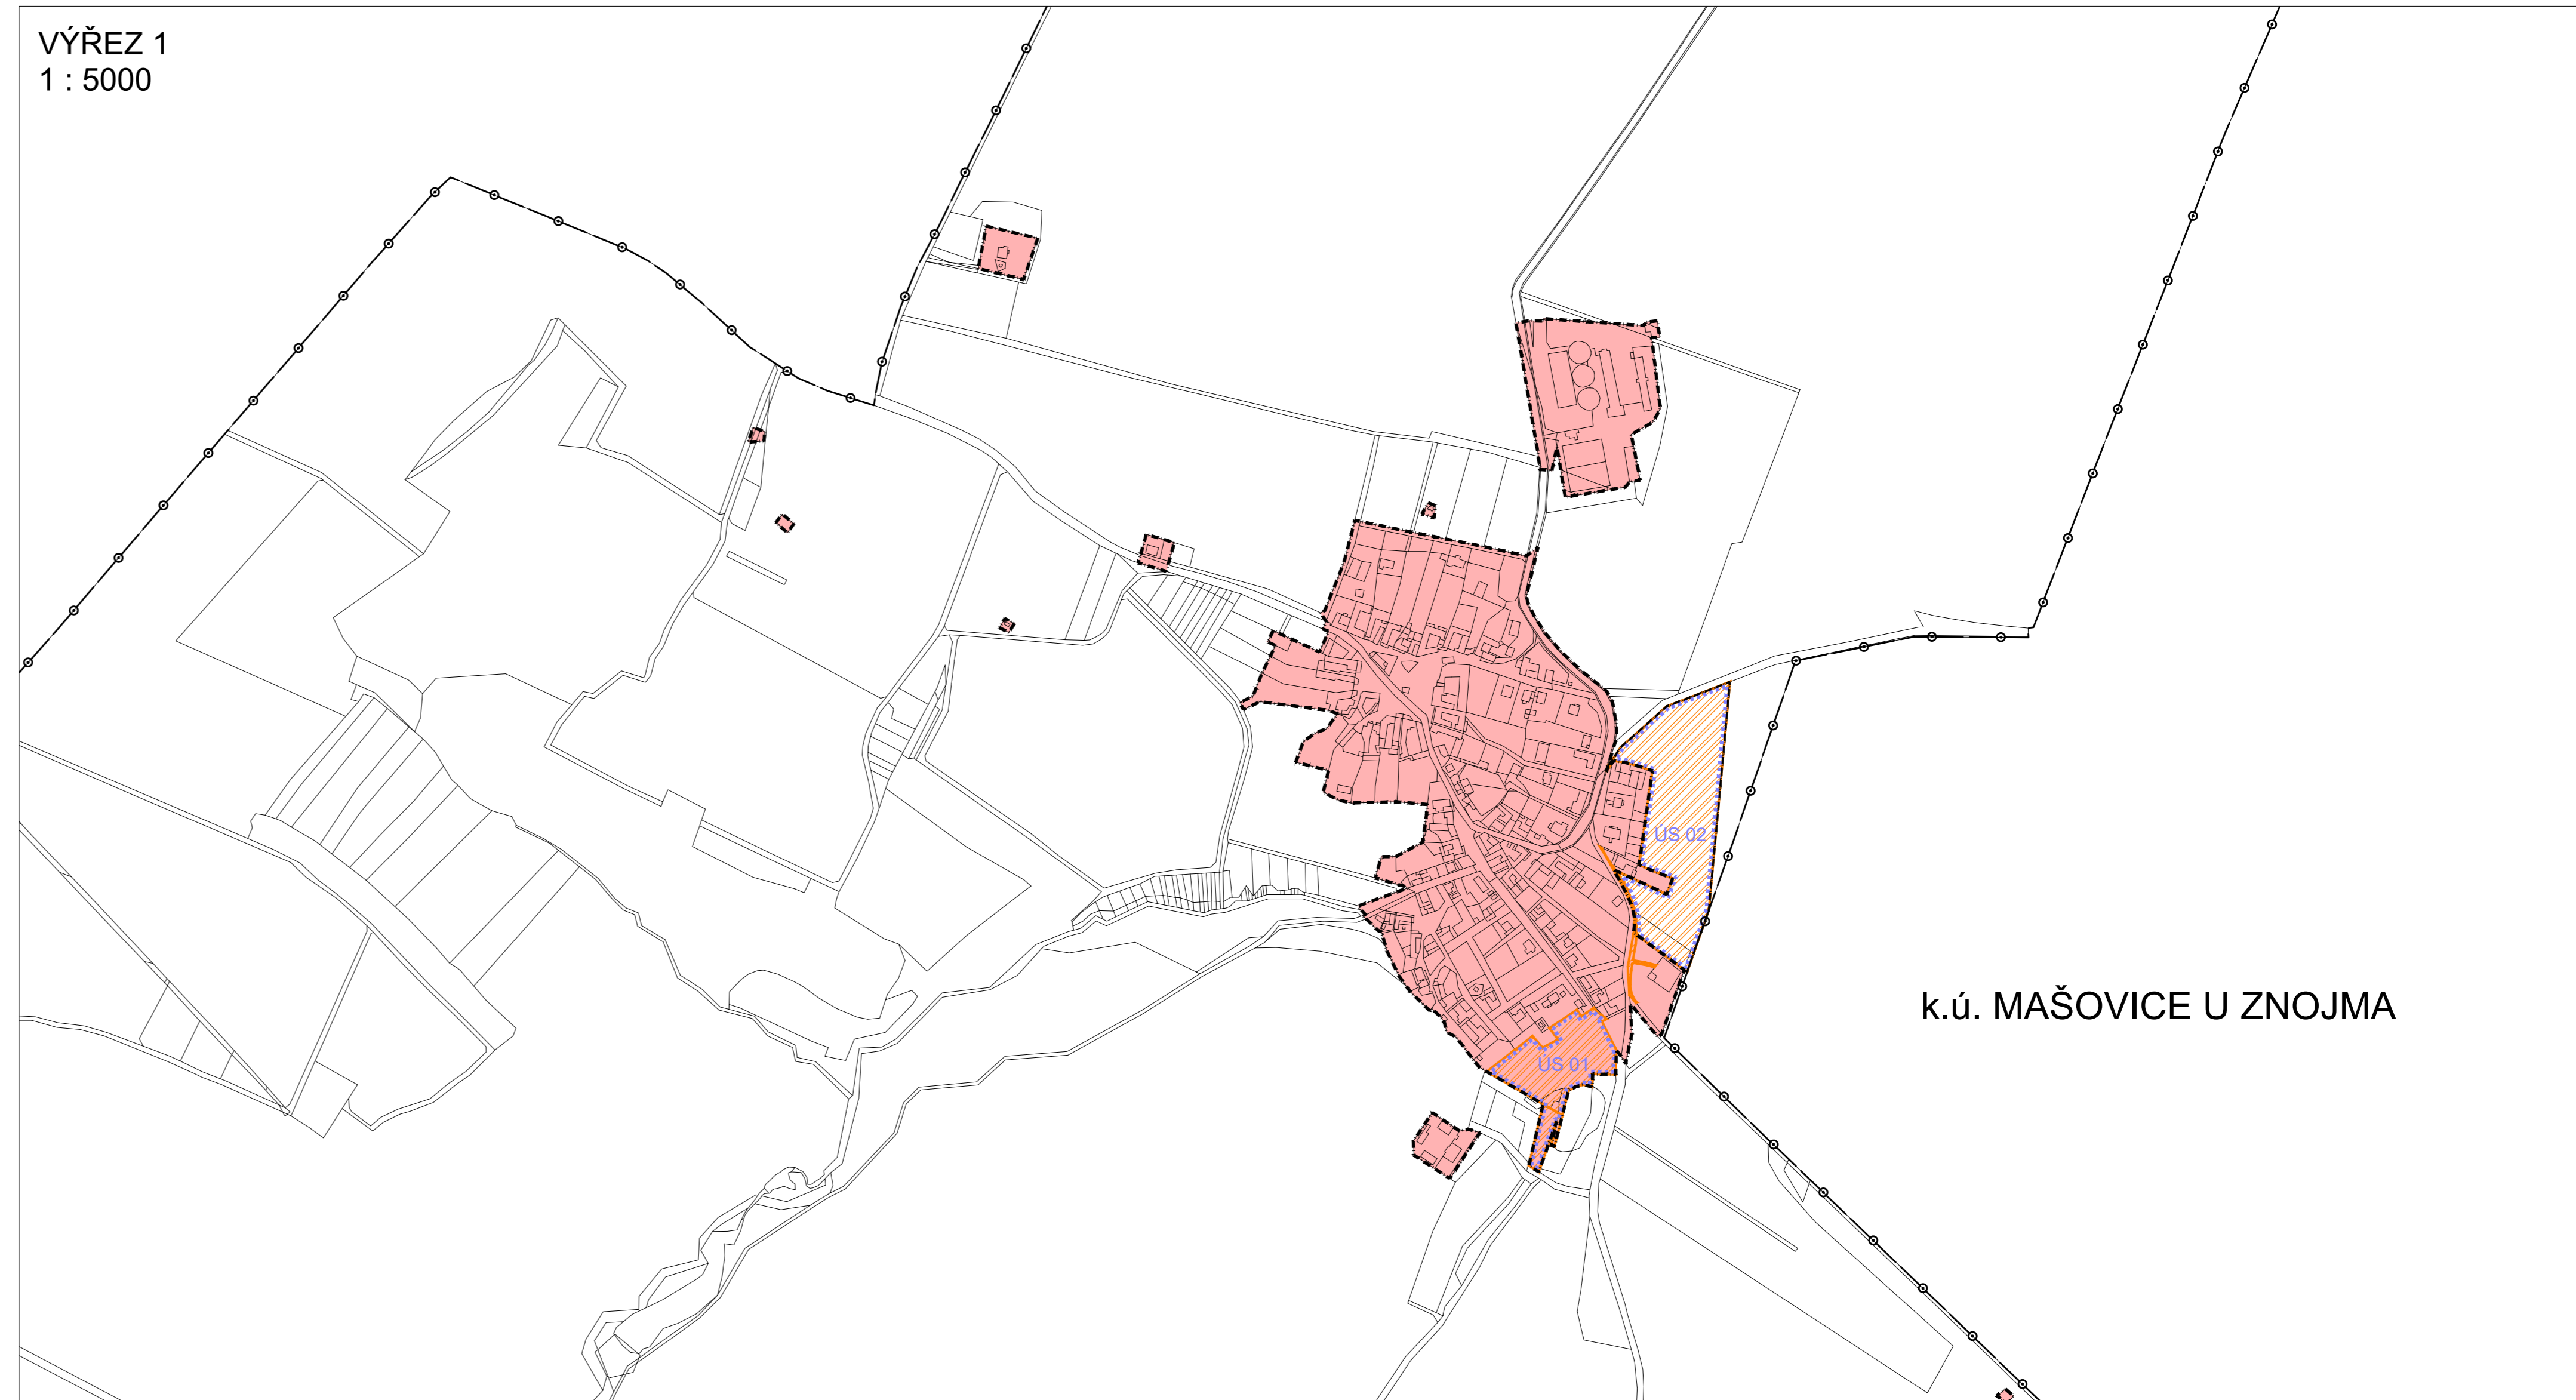 VÝŘEZ 1
1 : 5000
ÚS 02
k.ú. MAŠOVICE U ZNOJMA
ÚS 01